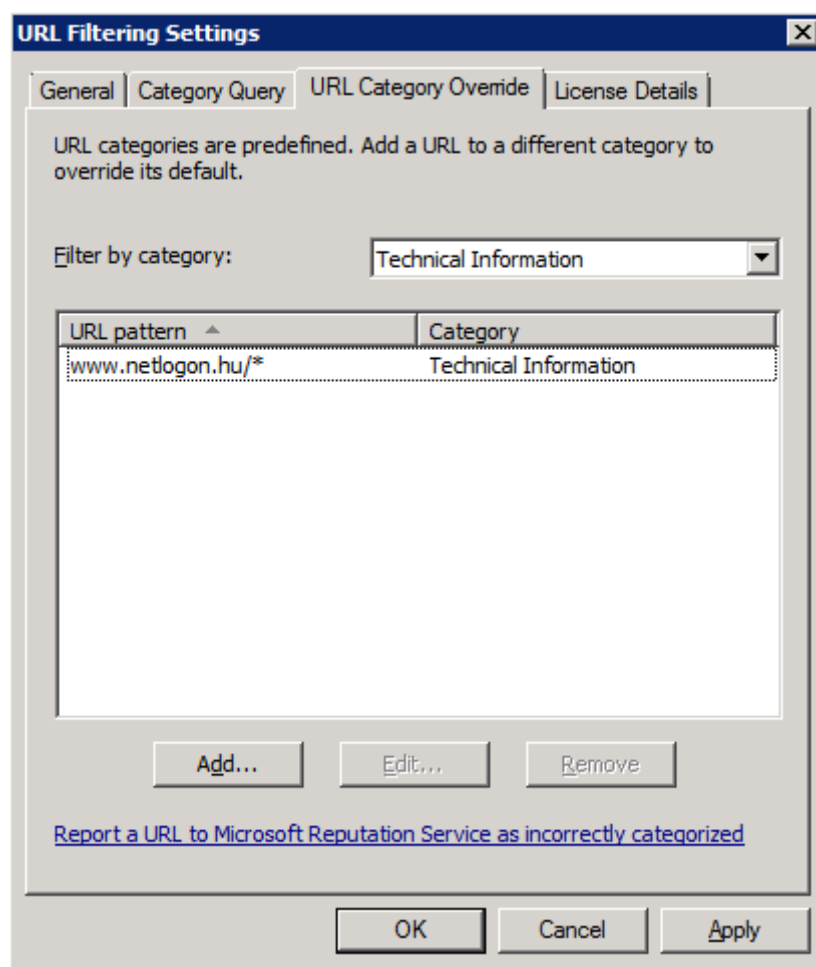 URL Filtering Settings
General Category Query URL Category Override License Details
URL categories are predefined. Add a URL to a different category to
override its default.
Filter by category: Technical Information
URL pattern Category
www.netlogon.hu/* Technical Information
Add... Edit... Remove
Report a URL to Microsoft Reputation Service as incorrectly categorized
OK Cancel Apply